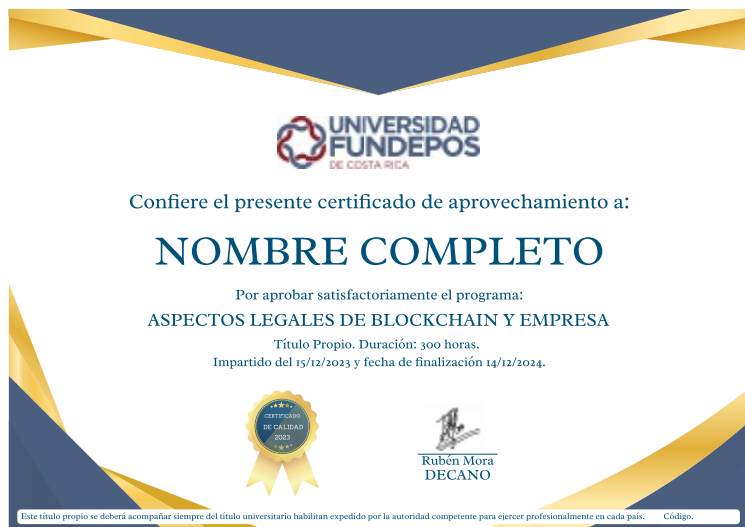 UNIVERSIDAD
FUNDEPOS
DE COSTA RICA
Confiere el presente certificado de aprovechamiento a:
NOMBRE COMPLETO
Por aprobar satisfactoriamente el programa:
ASPECTOS LEGALES DE BLOCKCHAIN Y EMPRESA
Título Propio. Duración: 300 horas.
Impartido del 15/12/2023 y fecha de finalización 14/12/2024.
CERTIFICADO
DE CALIDAD
2023
Rubén Mora
DECANO
Este título propio se deberá acompañar siempre del título universitario habilitan expedido por la autoridad competente para ejercer profesionalmente en cada país. Código.